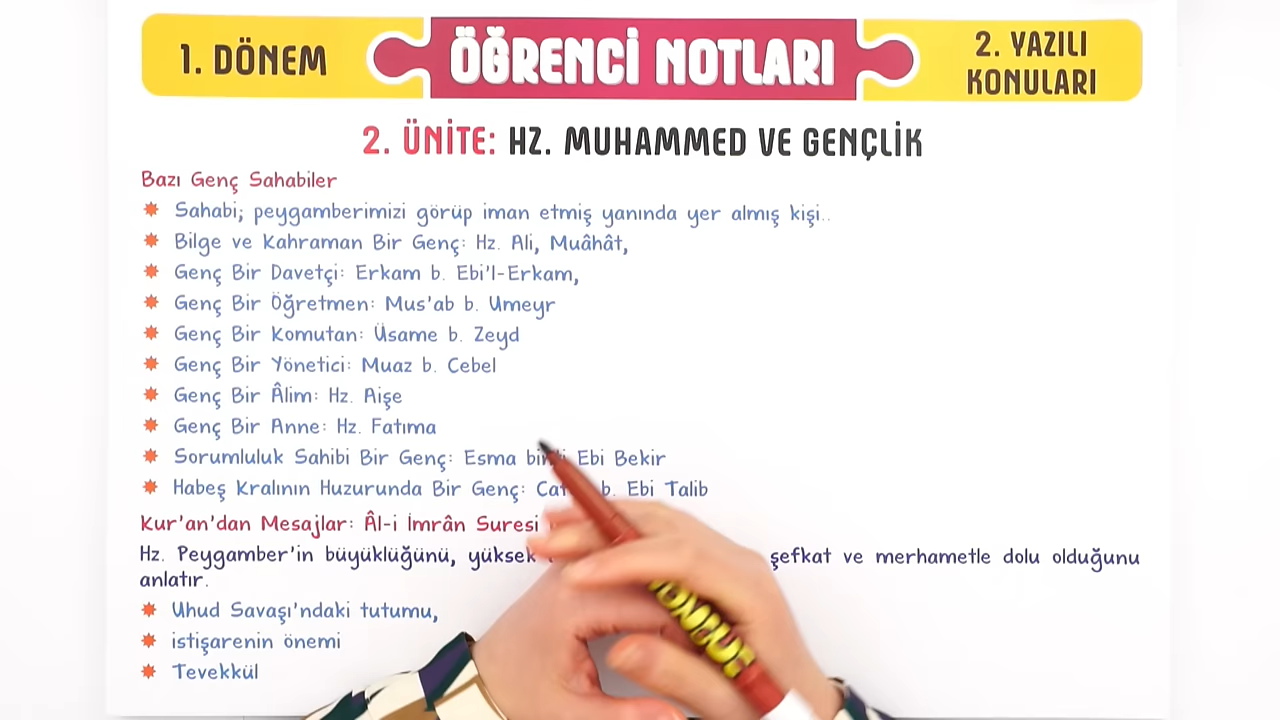 1. DÖNEM
ÖĞRENCİ NOTLARI
2. YAZILI
KONULARI
2. ÜNİTE: HZ. MUHAMMED VE GENÇLİK
Bazı Genç Sahabiler
Sahabi; peygamberimizi görüp iman etmiş yanında yer almış kişi..
Bilge ve Kahraman Bir Genç: Hz. Ali, Muâhât,
Genç Bir Davetçi: Erkam b. Ebi'l-Erkam,
Genç Bir Öğretmen: Mus'ab b. Umeyr
Genç Bir Komutan: Üsame b. Zeyd
Genç Bir Yönetici: Muaz b. Cebel
Genç Bir Âlim: Hz. Aişe
Genç Bir Anne: Hz. Fatıma
Sorumluluk Sahibi Bir Genç: Esma Ebi Bekir
Habeş Kralının Huzurunda Bir Genç: b. Ebi Talib
Kur'an'dan Mesajlar: Âl-i İmrân Suresi
Hz. Peygamber'in büyüklüğünü, yüksek şefkat ve merhametle dolu olduğunu
anlatır.
Uhud Savaşı'ndaki tutumu,
istişarenin önemi
Tevekkül